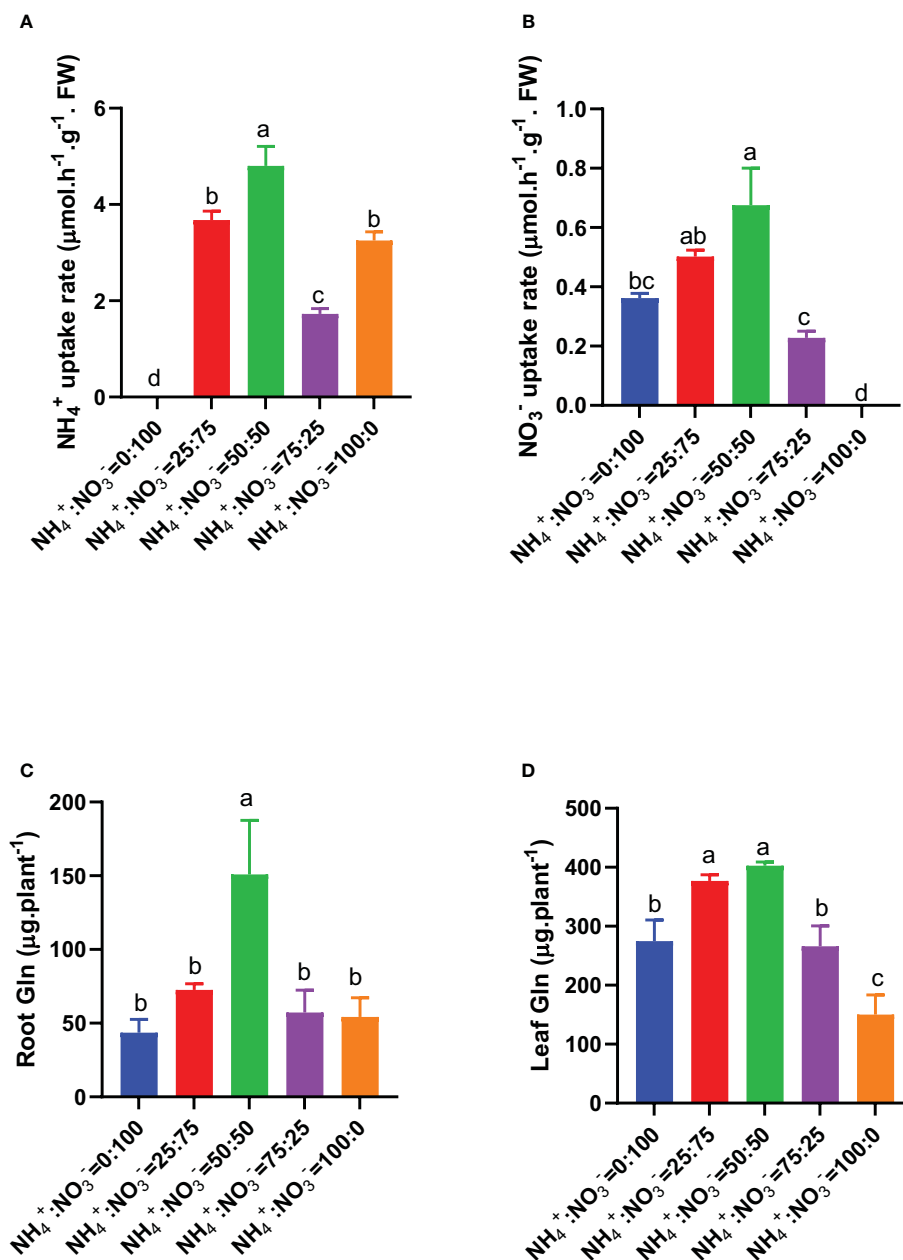 A
NH₄⁺ uptake rate (μmol.h⁻¹.g⁻¹. FW)
6
4
2
0
d
b
a
c
b
NH₄⁺:NO₃⁻=0:100
NH₄⁺:NO₃⁻=25:75
NH₄⁺:NO₃⁻=50:50
NH₄⁺:NO₃⁻=75:25
NH₄⁺:NO₃⁻=100:0
B
NO₃⁻ uptake rate (μmol.h⁻¹.g⁻¹. FW)
1.0
0.8
0.6
0.4
0.2
0.0
bc
ab
a
c
d
NH₄⁺:NO₃⁻=0:100
NH₄⁺:NO₃⁻=25:75
NH₄⁺:NO₃⁻=50:50
NH₄⁺:NO₃⁻=75:25
NH₄⁺:NO₃⁻=100:0
C
Root Gln (μg.plant⁻¹)
200
150
100
50
0
b
b
a
b
b
NH₄⁺:NO₃⁻=0:100
NH₄⁺:NO₃⁻=25:75
NH₄⁺:NO₃⁻=50:50
NH₄⁺:NO₃⁻=75:25
NH₄⁺:NO₃⁻=100:0
D
Leaf Gln (μg.plant⁻¹)
500
400
300
200
100
0
b
a
a
b
c
NH₄⁺:NO₃⁻=0:100
NH₄⁺:NO₃⁻=25:75
NH₄⁺:NO₃⁻=50:50
NH₄⁺:NO₃⁻=75:25
NH₄⁺:NO₃⁻=100:0